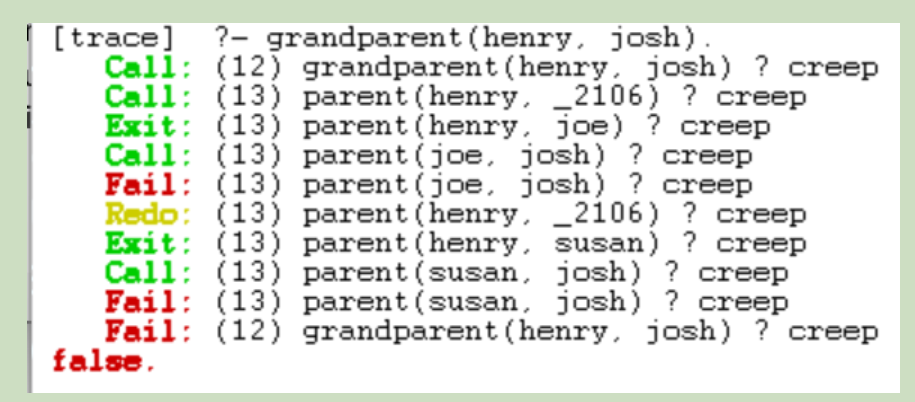 [trace]  ?- grandparent(henry, josh).
   Call: (12) grandparent(henry, josh) ? creep
   Call: (13) parent(henry, _2106) ? creep
   Exit: (13) parent(henry, joe) ? creep
   Call: (13) parent(joe, josh) ? creep
   Fail: (13) parent(joe, josh) ? creep
   Redo: (13) parent(henry, _2106) ? creep
   Exit: (13) parent(henry, susan) ? creep
   Call: (13) parent(susan, josh) ? creep
   Fail: (13) parent(susan, josh) ? creep
   Fail: (12) grandparent(henry, josh) ? creep
false.